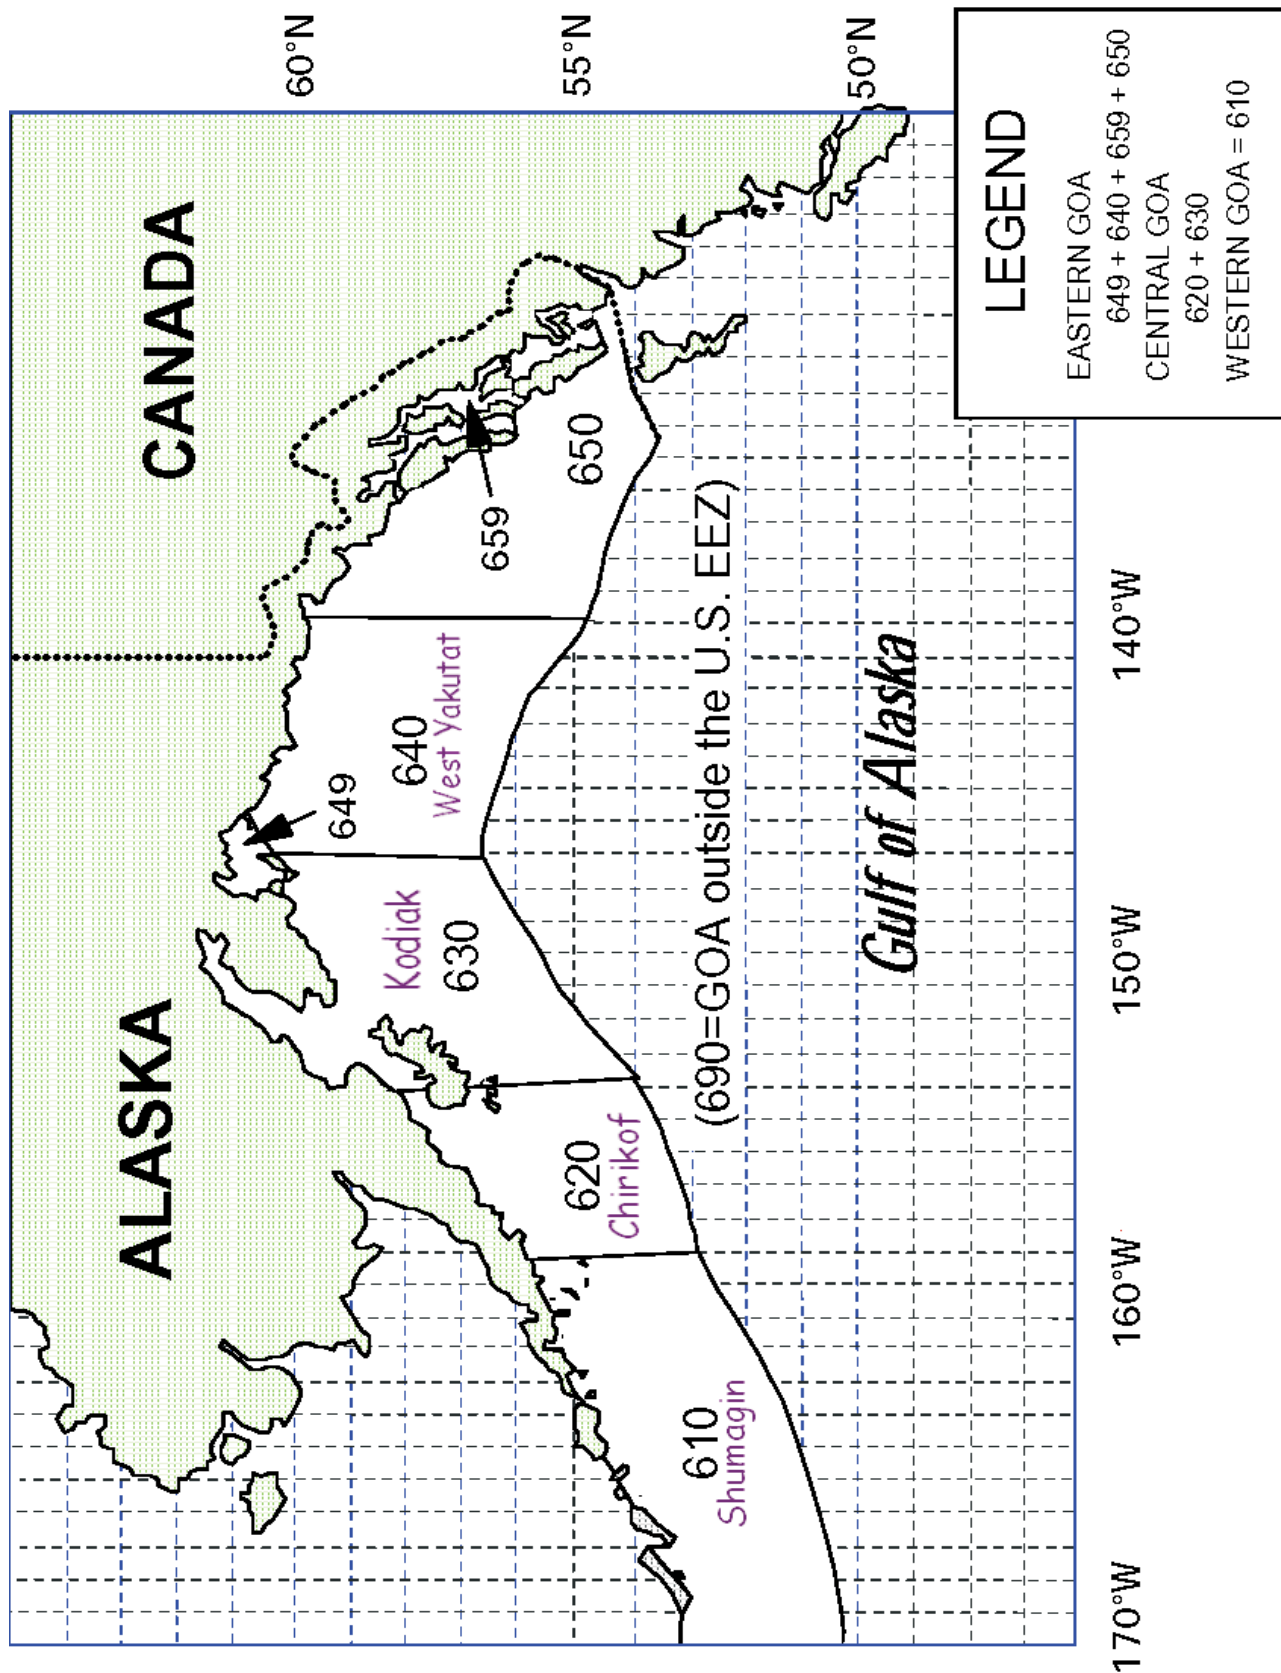 ALASKA
CANADA
60°N
55°N
50°N
649
659
Kodiak
630
640
West Yakutat
650
620
Chirikof
610
Shumagin
(690=GOA outside the U.S. EEZ)
Gulf of Alaska
170°W
160°W
150°W
140°W
LEGEND
EASTERN GOA
649 + 640 + 659 + 650
CENTRAL GOA
620 + 630
WESTERN GOA = 610